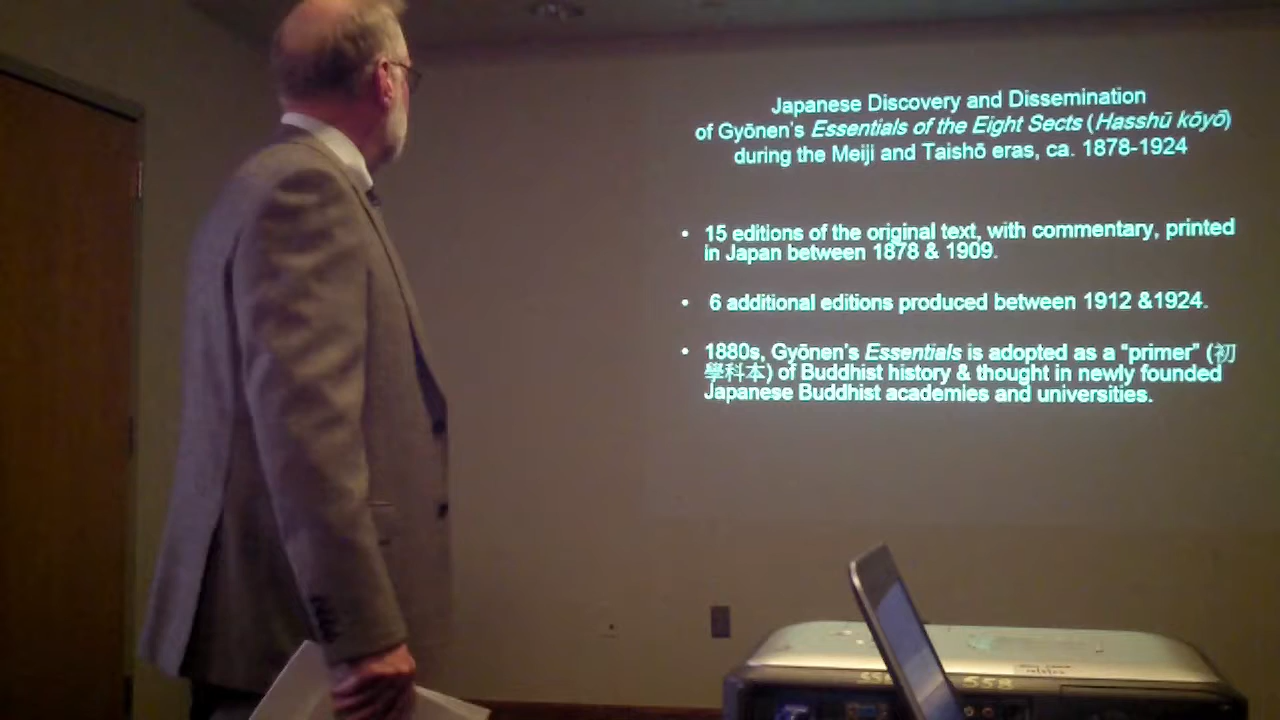 Japanese Discovery and Dissemination
of Gyōnen's Essentials of the Eight Sects (Hasshū kōyō)
during the Meiji and Taishō eras, ca. 1878-1924
• 15 editions of the original text, with commentary, printed
in Japan between 1878 & 1909.
• 6 additional editions produced between 1912 &1924.
• 1880s, Gyōnen's Essentials is adopted as a “primer” (初
學科本) of Buddhist history & thought in newly founded
Japanese Buddhist academies and universities.
558